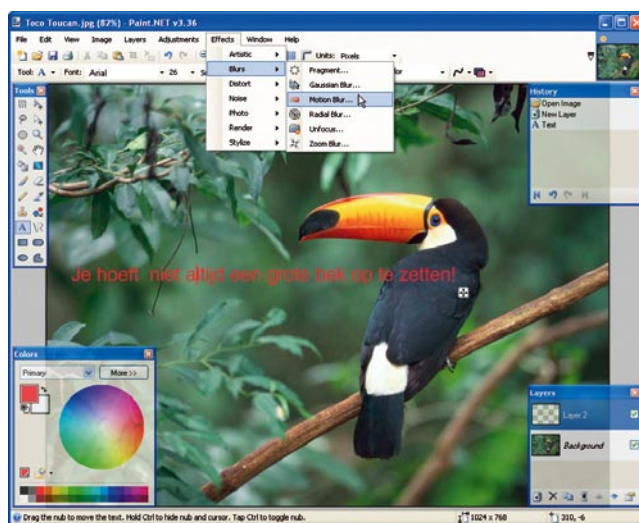 Toco Toucan.jpg (82%) - Paint.NET v3.36
File Edit View Image Layers Adjustments Effects Window Help
Units: Pixels
Tool: A Font: Arial 26
Artistic
Blurs
Distort
Noise
Photo
Render
Stylize
Fragment...
Gaussian Blur...
Motion Blur...
Radial Blur...
Unfocus...
Zoom Blur...
Tools
History
Open Image
New Layer
A Text
Je hoeft niet altijd een grote bek op te zetten!
Colors
Primary More >>
Layers
Layer 2
Background
Drag the nub to move the text. Hold Ctrl to hide nub and cursor. Tap Ctrl to toggle nub. 1024 x 768 310, -6